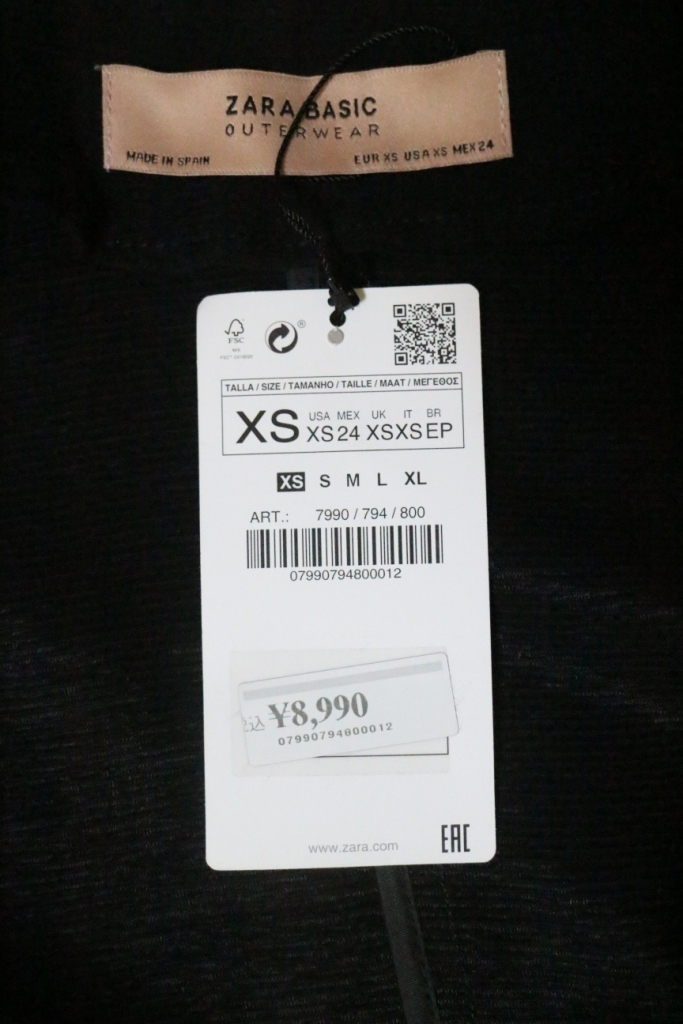 ZARA BASIC
OUTERWEAR
MADE IN SPAIN
EUR XS USA XS MEX 24
FSC
®
TALLA / SIZE / TAMANHO / TAILLE / MAAT / ΜΕΓΕΘΟΣ
XS
USA MEX UK IT BR
XS 24 XS XS EP
XS S M L XL
ART.: 7990 / 794 / 800
07990794800012
込 ¥8,990
07990794800012
www.zara.com
EAC